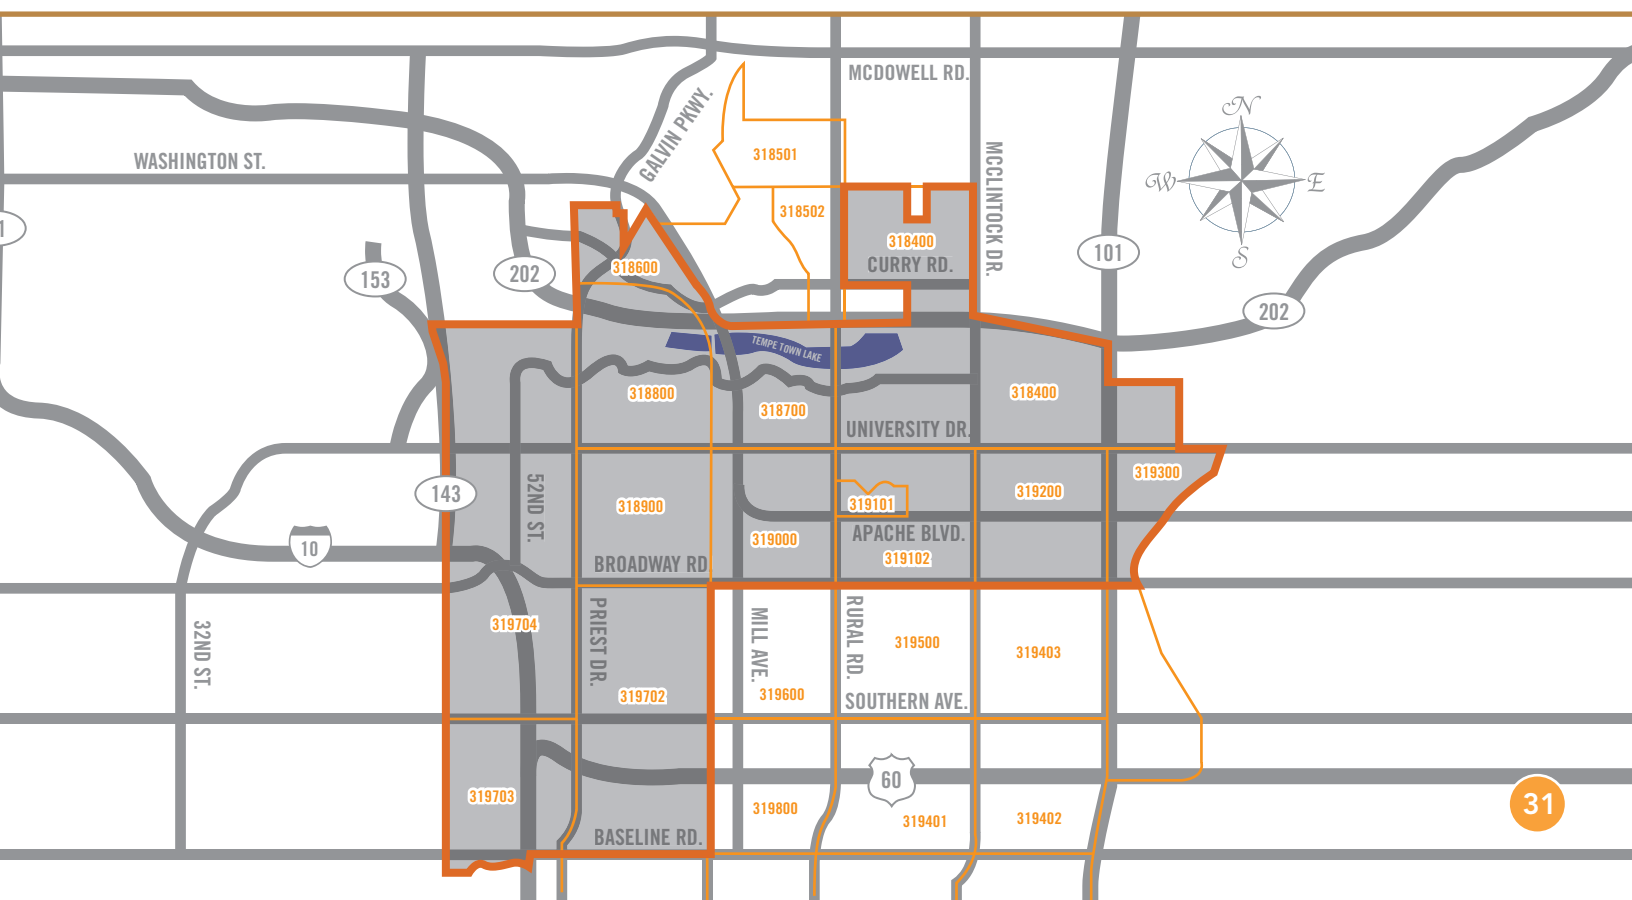 MCDOWELL RD.
GALVIN PKWY.
N
318501
WASHINGTON ST.
MCCLINTOCK DR.
W
E
318502
1
318400
101
S
CURRY RD.
318600
153
202
202
TEMPE TOWN LAKE
318800
318400
318700
UNIVERSITY DR.
319300
143
52ND ST.
319200
318900
319101
APACHE BLVD.
319000
10
319102
BROADWAY RD.
319704
32ND ST.
PRIEST DR.
MILL AVE.
RURAL RD.
319500
319403
319702
319600
SOUTHERN AVE.
60
319703
319800
319401
319402
31
BASELINE RD.